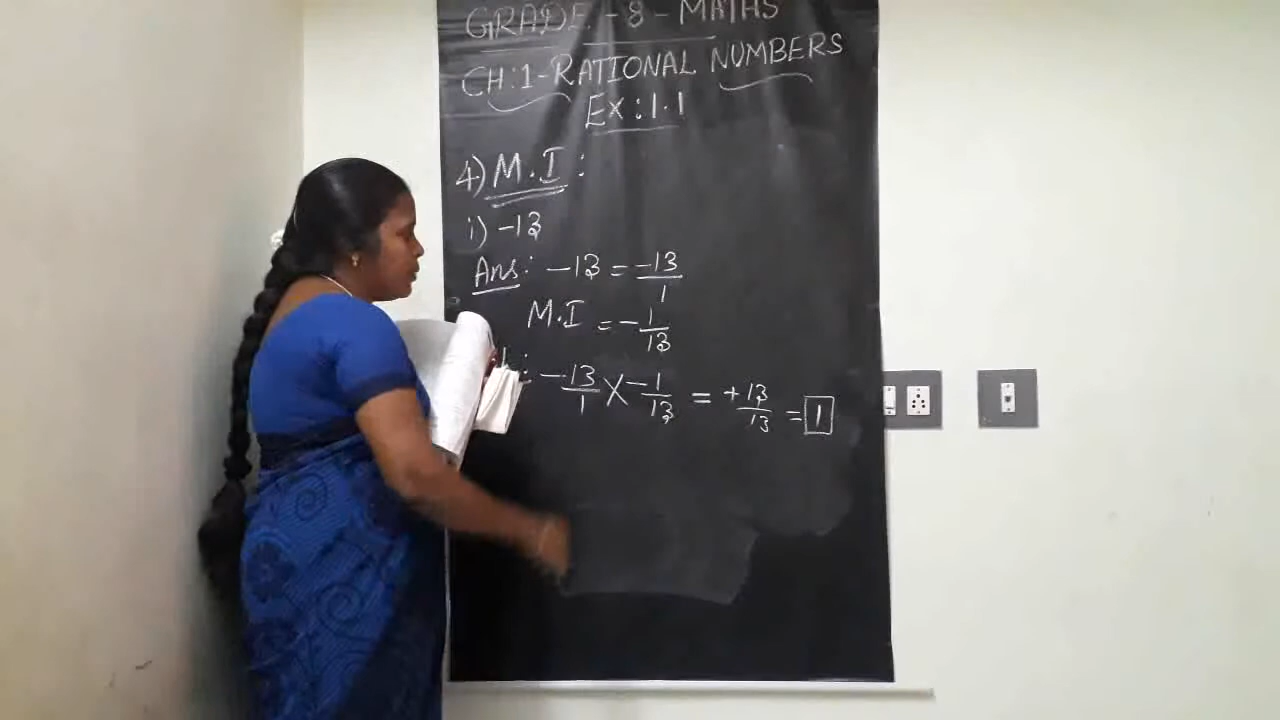 GRADE - 8 - MATHS
CH:1-RATIONAL NUMBERS
Ex:1.1
4) M.I :
i) -13
Ans: -13 = -13/1
M.I = -1/13
-13/1 X -1/13 = +13/13 = 1